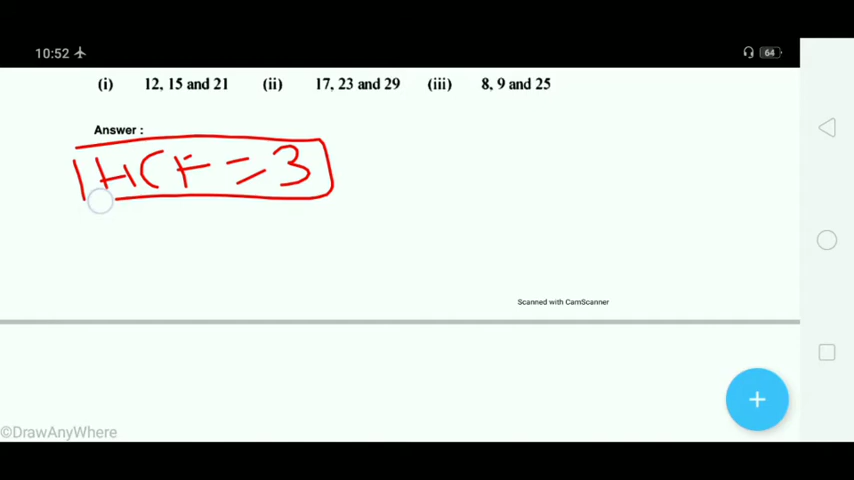 10:52
64
(i) 12, 15 and 21 (ii) 17, 23 and 29 (iii) 8, 9 and 25
Answer :
HCF = 3
Scanned with CamScanner
+
©DrawAnyWhere